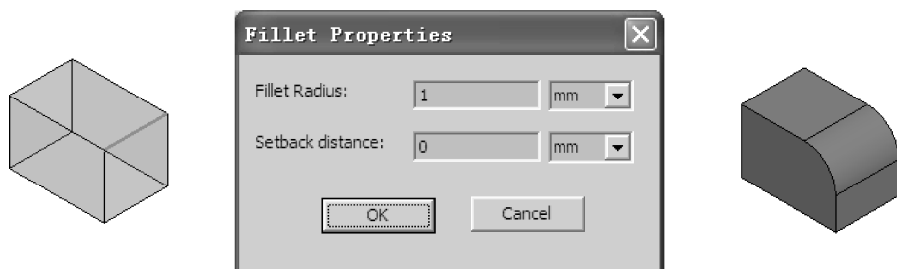 Fillet Properties
Fillet Radius: 1 mm
Setback distance: 0 mm
OK Cancel